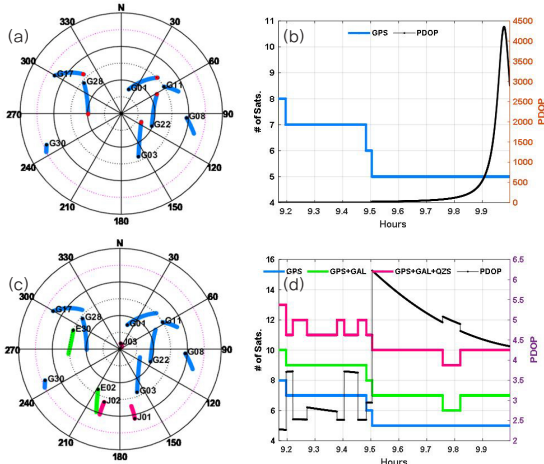 (a)
N
330
30
300
60
270
90
240
120
210
150
180
G17
G28
G01
G11
G08
G22
G03
G30
(b)
GPS
PDOP
# of Sats.
11
10
9
8
7
6
5
4
4500
4000
3500
3000
2500
2000
1500
1000
500
0
PDOP
9.2 9.3 9.4 9.5 9.6 9.7 9.8 9.9
Hours
(c)
N
330
30
300
60
270
90
240
120
210
150
180
G17
G28
E30
G01
G11
J03
G08
G22
G30
E02
J02
G03
J01
(d)
GPS
GPS+GAL
GPS+GAL+QZS
PDOP
# of Sats.
16
14
12
10
8
6
4
6.5
6
5.5
5
4.5
4
3.5
3
2.5
2
PDOP
9.2 9.3 9.4 9.5 9.6 9.7 9.8 9.9
Hours